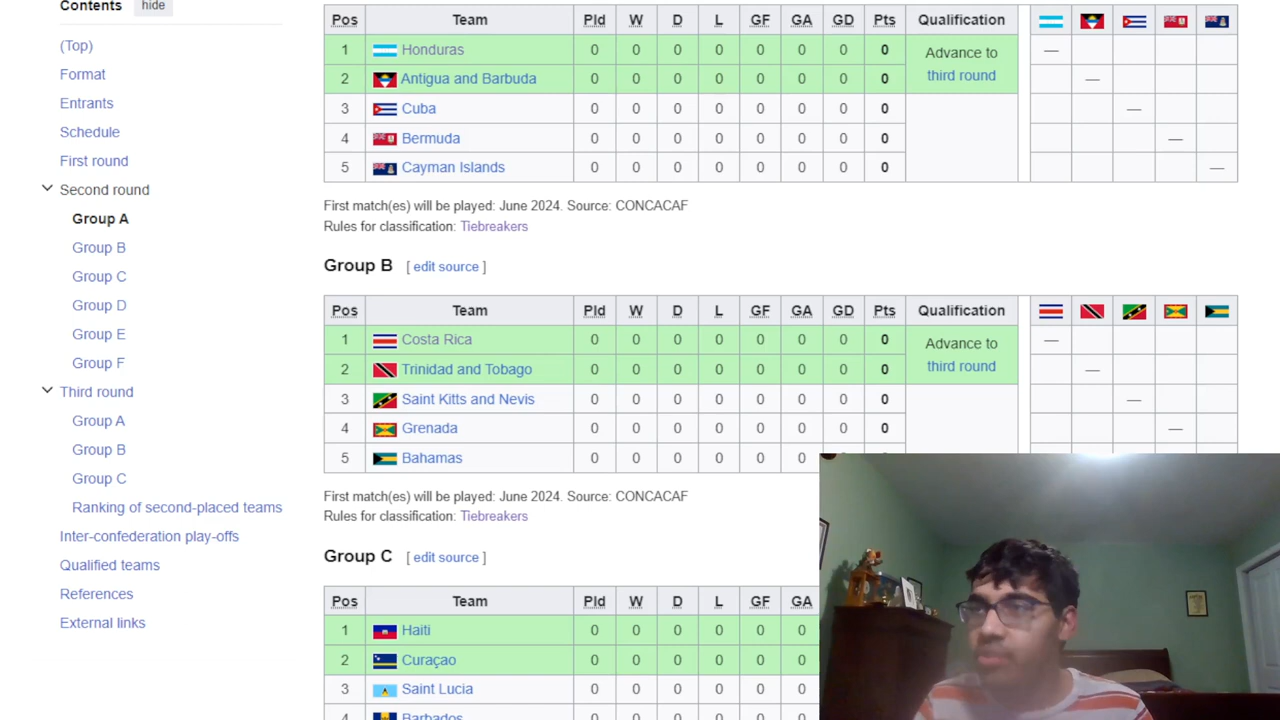 Contents hide
(Top)
Format
Entrants
Schedule
First round
Second round
Group A
Group B
Group C
Group D
Group E
Group F
Third round
Group A
Group B
Group C
Ranking of second-placed teams
Inter-confederation play-offs
Qualified teams
References
External links
Pos Team Pld W D L GF GA GD Pts Qualification
1 Honduras 0 0 0 0 0 0 0 0 Advance to third round —
2 Antigua and Barbuda 0 0 0 0 0 0 0 0 —
3 Cuba 0 0 0 0 0 0 0 0 —
4 Bermuda 0 0 0 0 0 0 0 0 —
5 Cayman Islands 0 0 0 0 0 0 0 0 —
First match(es) will be played: June 2024. Source: CONCACAF
Rules for classification: Tiebreakers
Group B [ edit source ]
Pos Team Pld W D L GF GA GD Pts Qualification
1 Costa Rica 0 0 0 0 0 0 0 0 Advance to third round —
2 Trinidad and Tobago 0 0 0 0 0 0 0 0 —
3 Saint Kitts and Nevis 0 0 0 0 0 0 0 0 —
4 Grenada 0 0 0 0 0 0 0 0 —
5 Bahamas 0 0 0 0 0 0
First match(es) will be played: June 2024. Source: CONCACAF
Rules for classification: Tiebreakers
Group C [ edit source ]
Pos Team Pld W D L GF GA
1 Haiti 0 0 0 0 0 0
2 Curaçao 0 0 0 0 0 0
3 Saint Lucia 0 0 0 0 0 0
4 Barbados